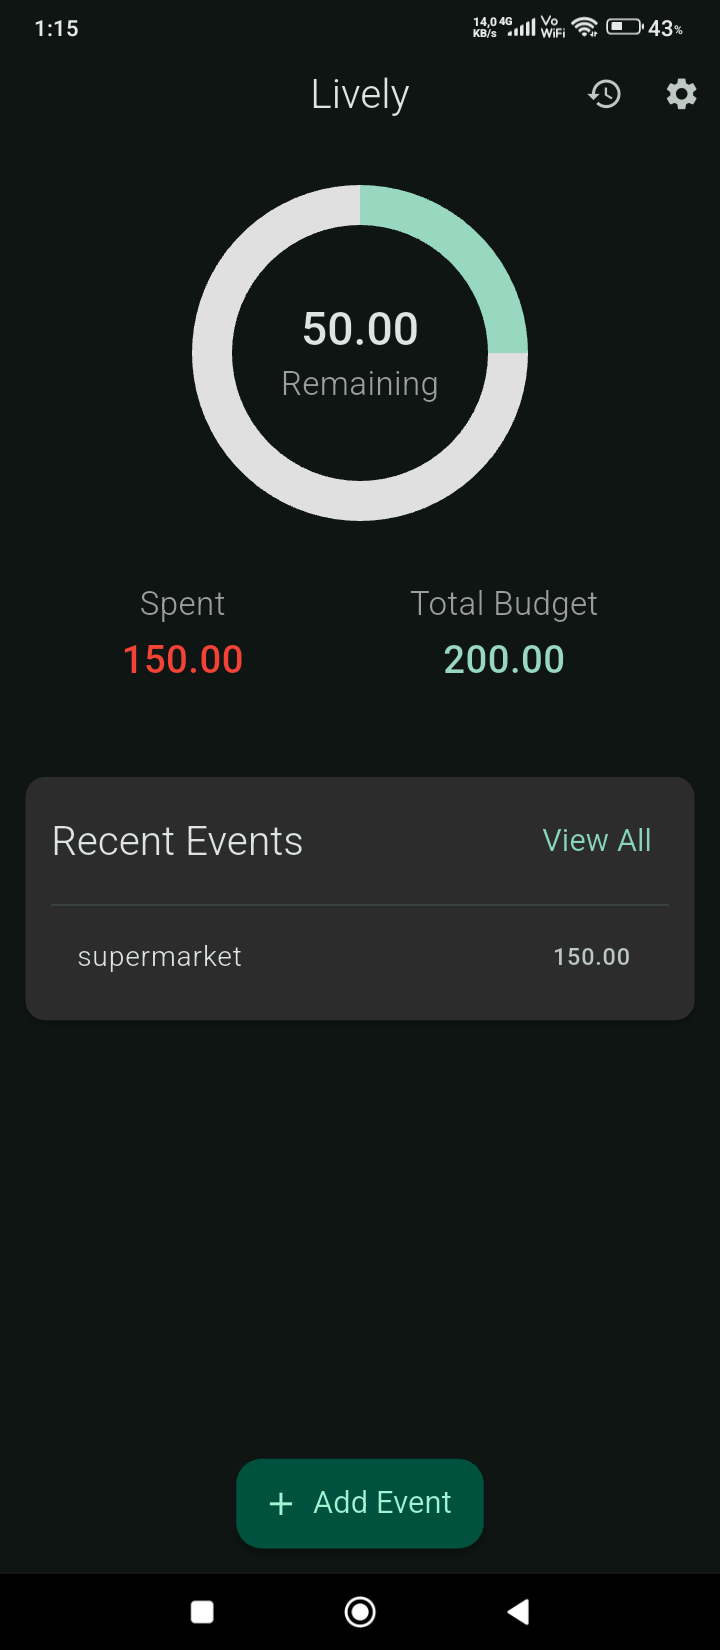 1:15
14,0 4G Vo
KB/s WiFi 43%
Lively
50.00
Remaining
Spent Total Budget
150.00 200.00
Recent Events View All
supermarket 150.00
+ Add Event